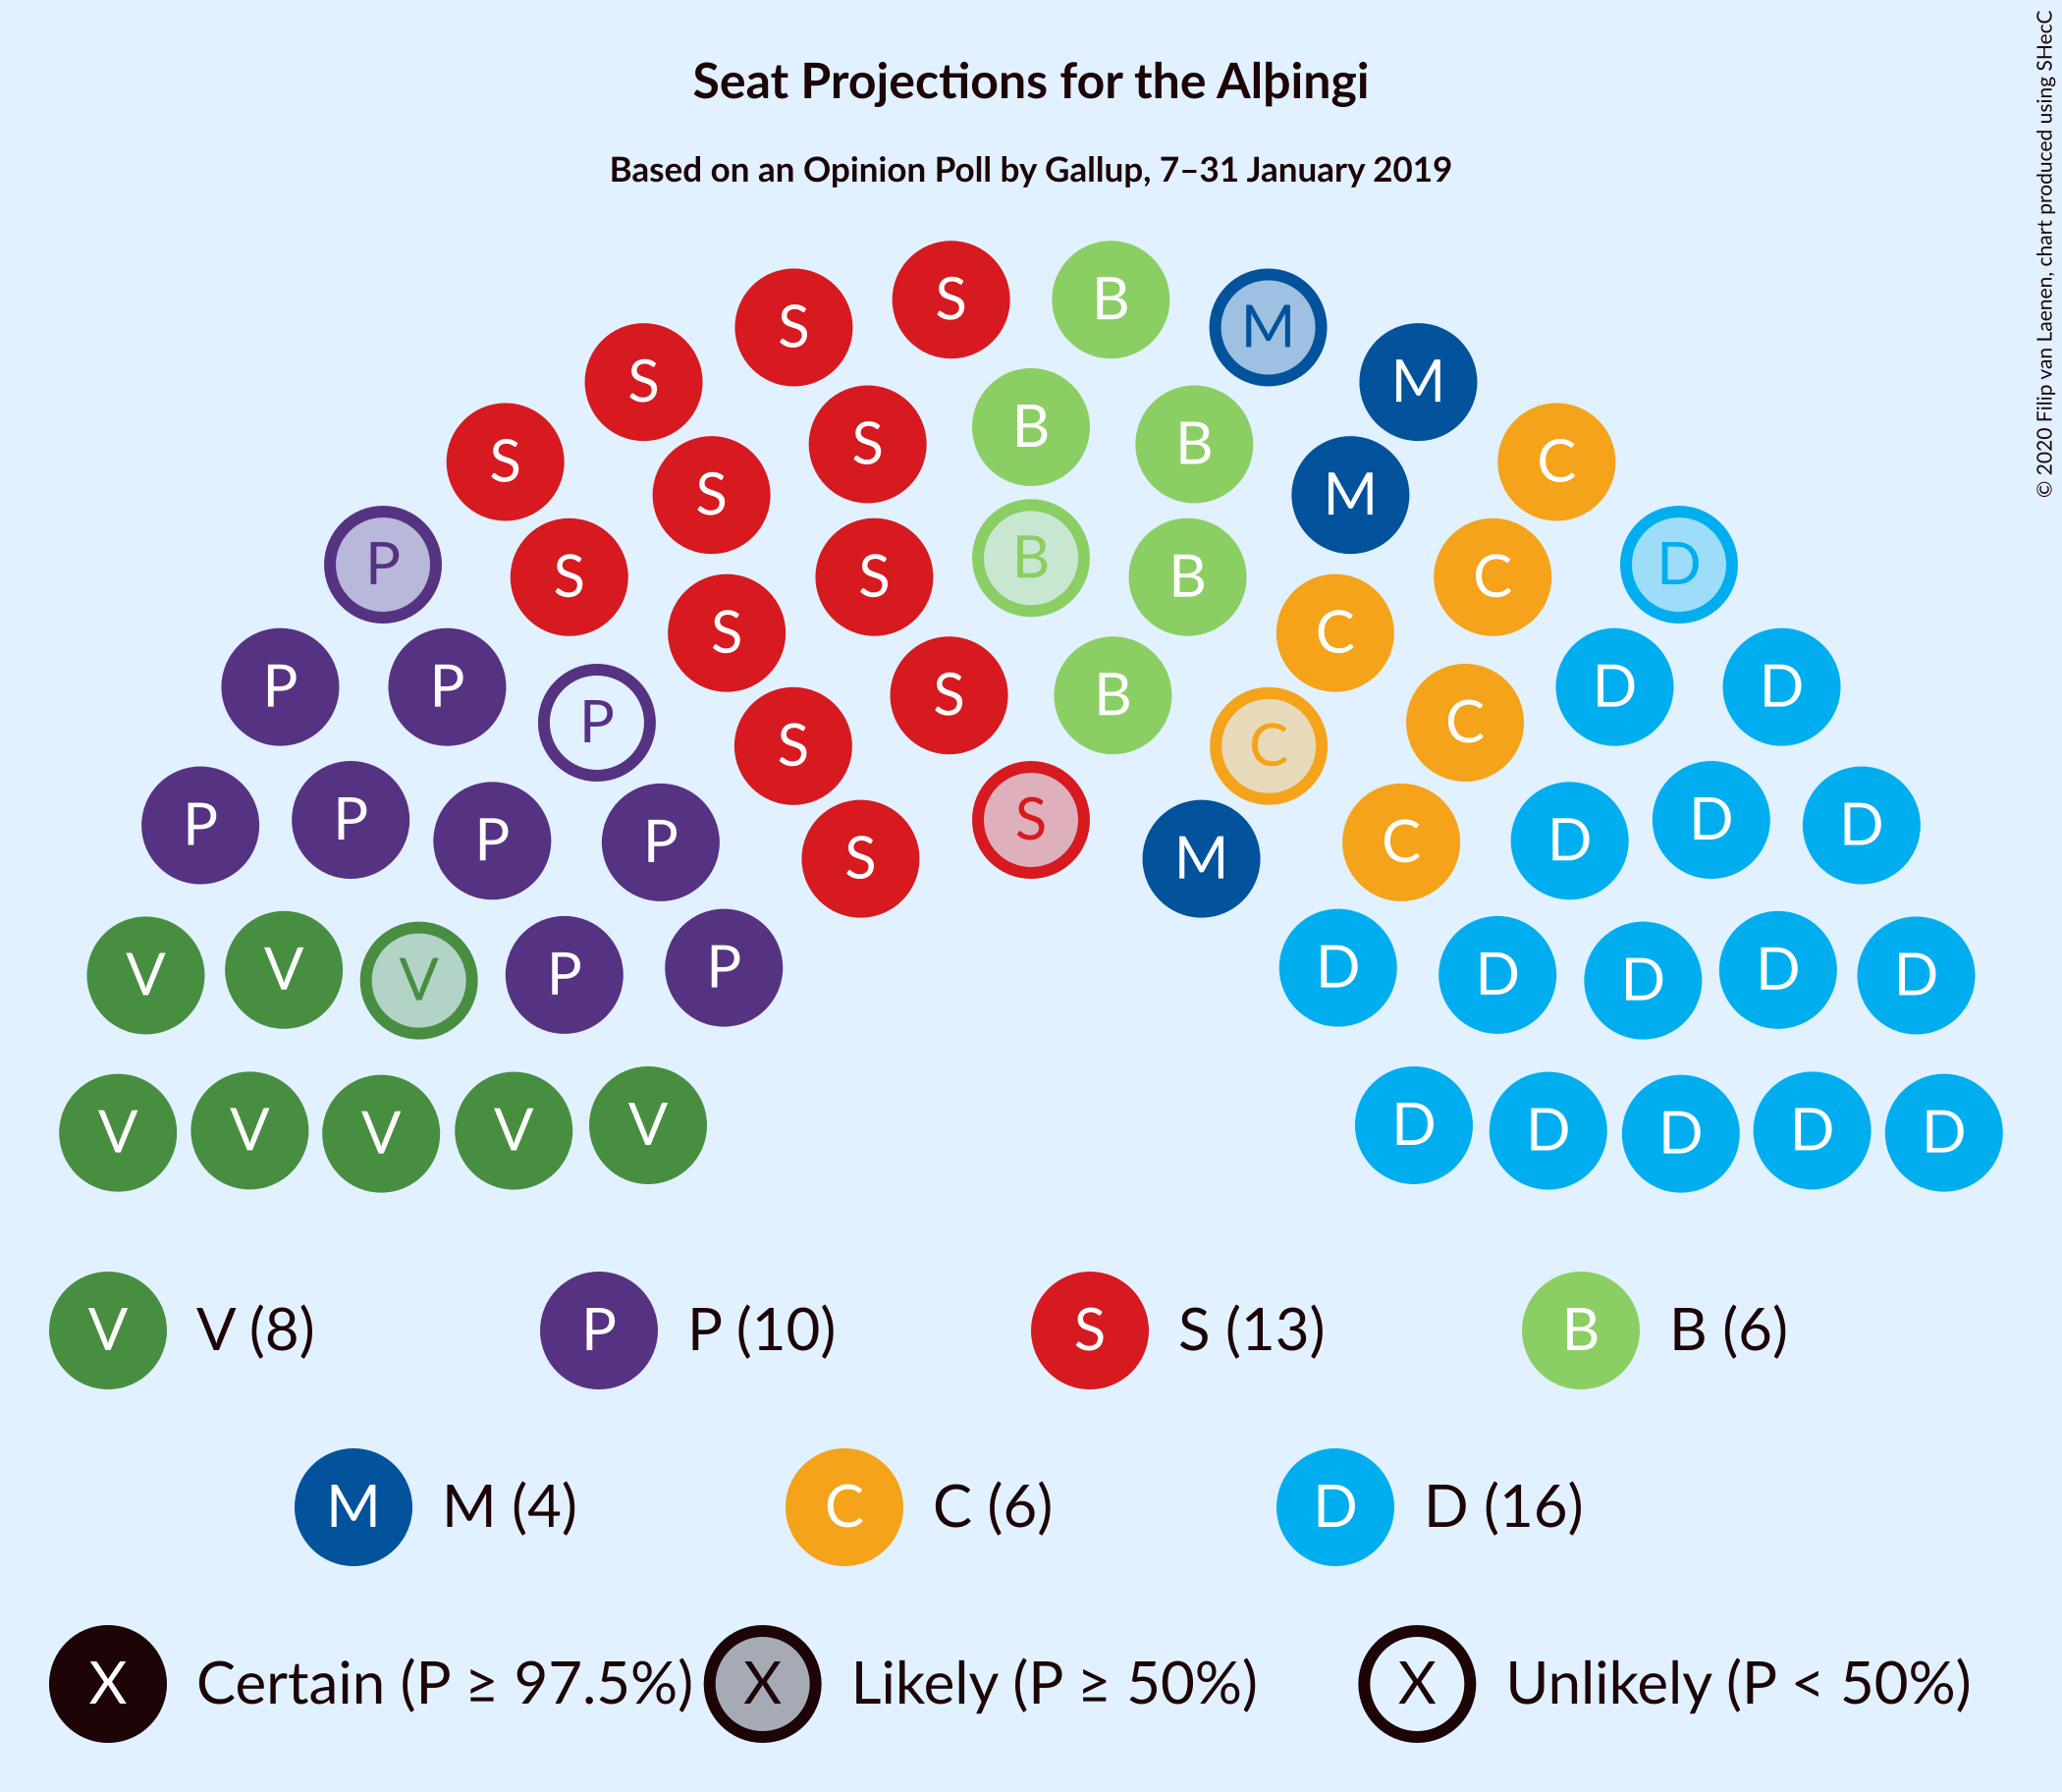 Seat Projections for the Alþingi
Based on an Opinion Poll by Gallup, 7–31 January 2019
© 2020 Filip van Laenen, chart produced using SHecC
S B
S M
S M
B
S B
S C
S M
B
P D
S S B C
S C
P P S B D D
P C
S C
P P P P S C D D D
S M
V V V P P D D D D D
V V V V V D D D D D
V V (8) P P (10) S S (13) B B (6)
M M (4) C C (6) D D (16)
X Certain (P ≥ 97.5%) X Likely (P ≥ 50%) X Unlikely (P < 50%)